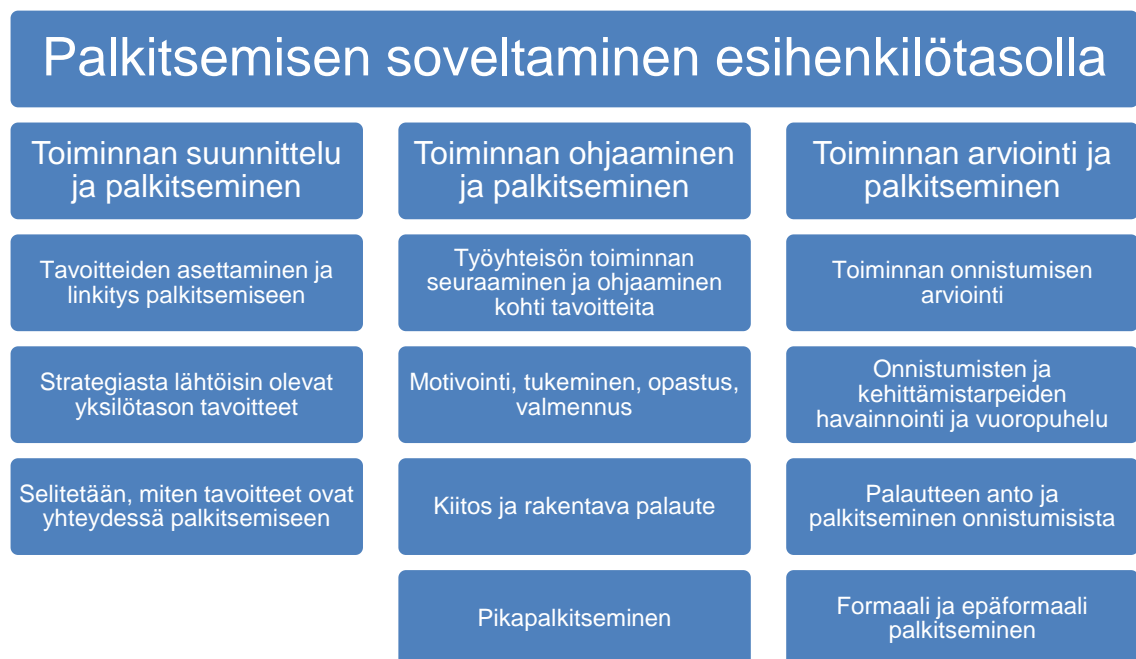 Palkitsemisen soveltaminen esihenkilötasolla
Toiminnan suunnittelu
ja palkitseminen
Tavoitteiden asettaminen ja
linkitys palkitsemiseen
Strategiasta lähtöisin olevat
yksilötason tavoitteet
Selitetään, miten tavoitteet ovat
yhteydessä palkitsemiseen
Toiminnan ohjaaminen
ja palkitseminen
Työyhteisön toiminnan
seuraaminen ja ohjaaminen
kohti tavoitteita
Motivointi, tukeminen, opastus,
valmennus
Kiitos ja rakentava palaute
Pikapalkitseminen
Toiminnan arviointi ja
palkitseminen
Toiminnan onnistumisen
arviointi
Onnistumisten ja
kehittämistarpeiden
havainnointi ja vuoropuhelu
Palautteen anto ja
palkitseminen onnistumisista
Formaali ja epäformaali
palkitseminen